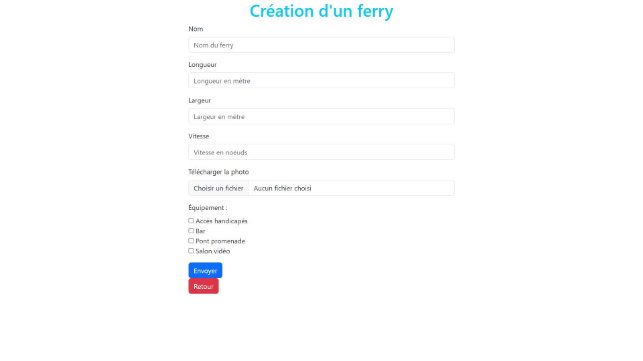 Création d'un ferry
Nom
Nom du ferry
Longueur
Longueur en mètre
Largeur
Largeur en mètre
Vitesse
Vitesse en noeuds
Télécharger la photo
Choisir un fichier Aucun fichier choisi
Équipement :
Accès handicapés
Bar
Pont promenade
Salon vidéo
Envoyer
Retour